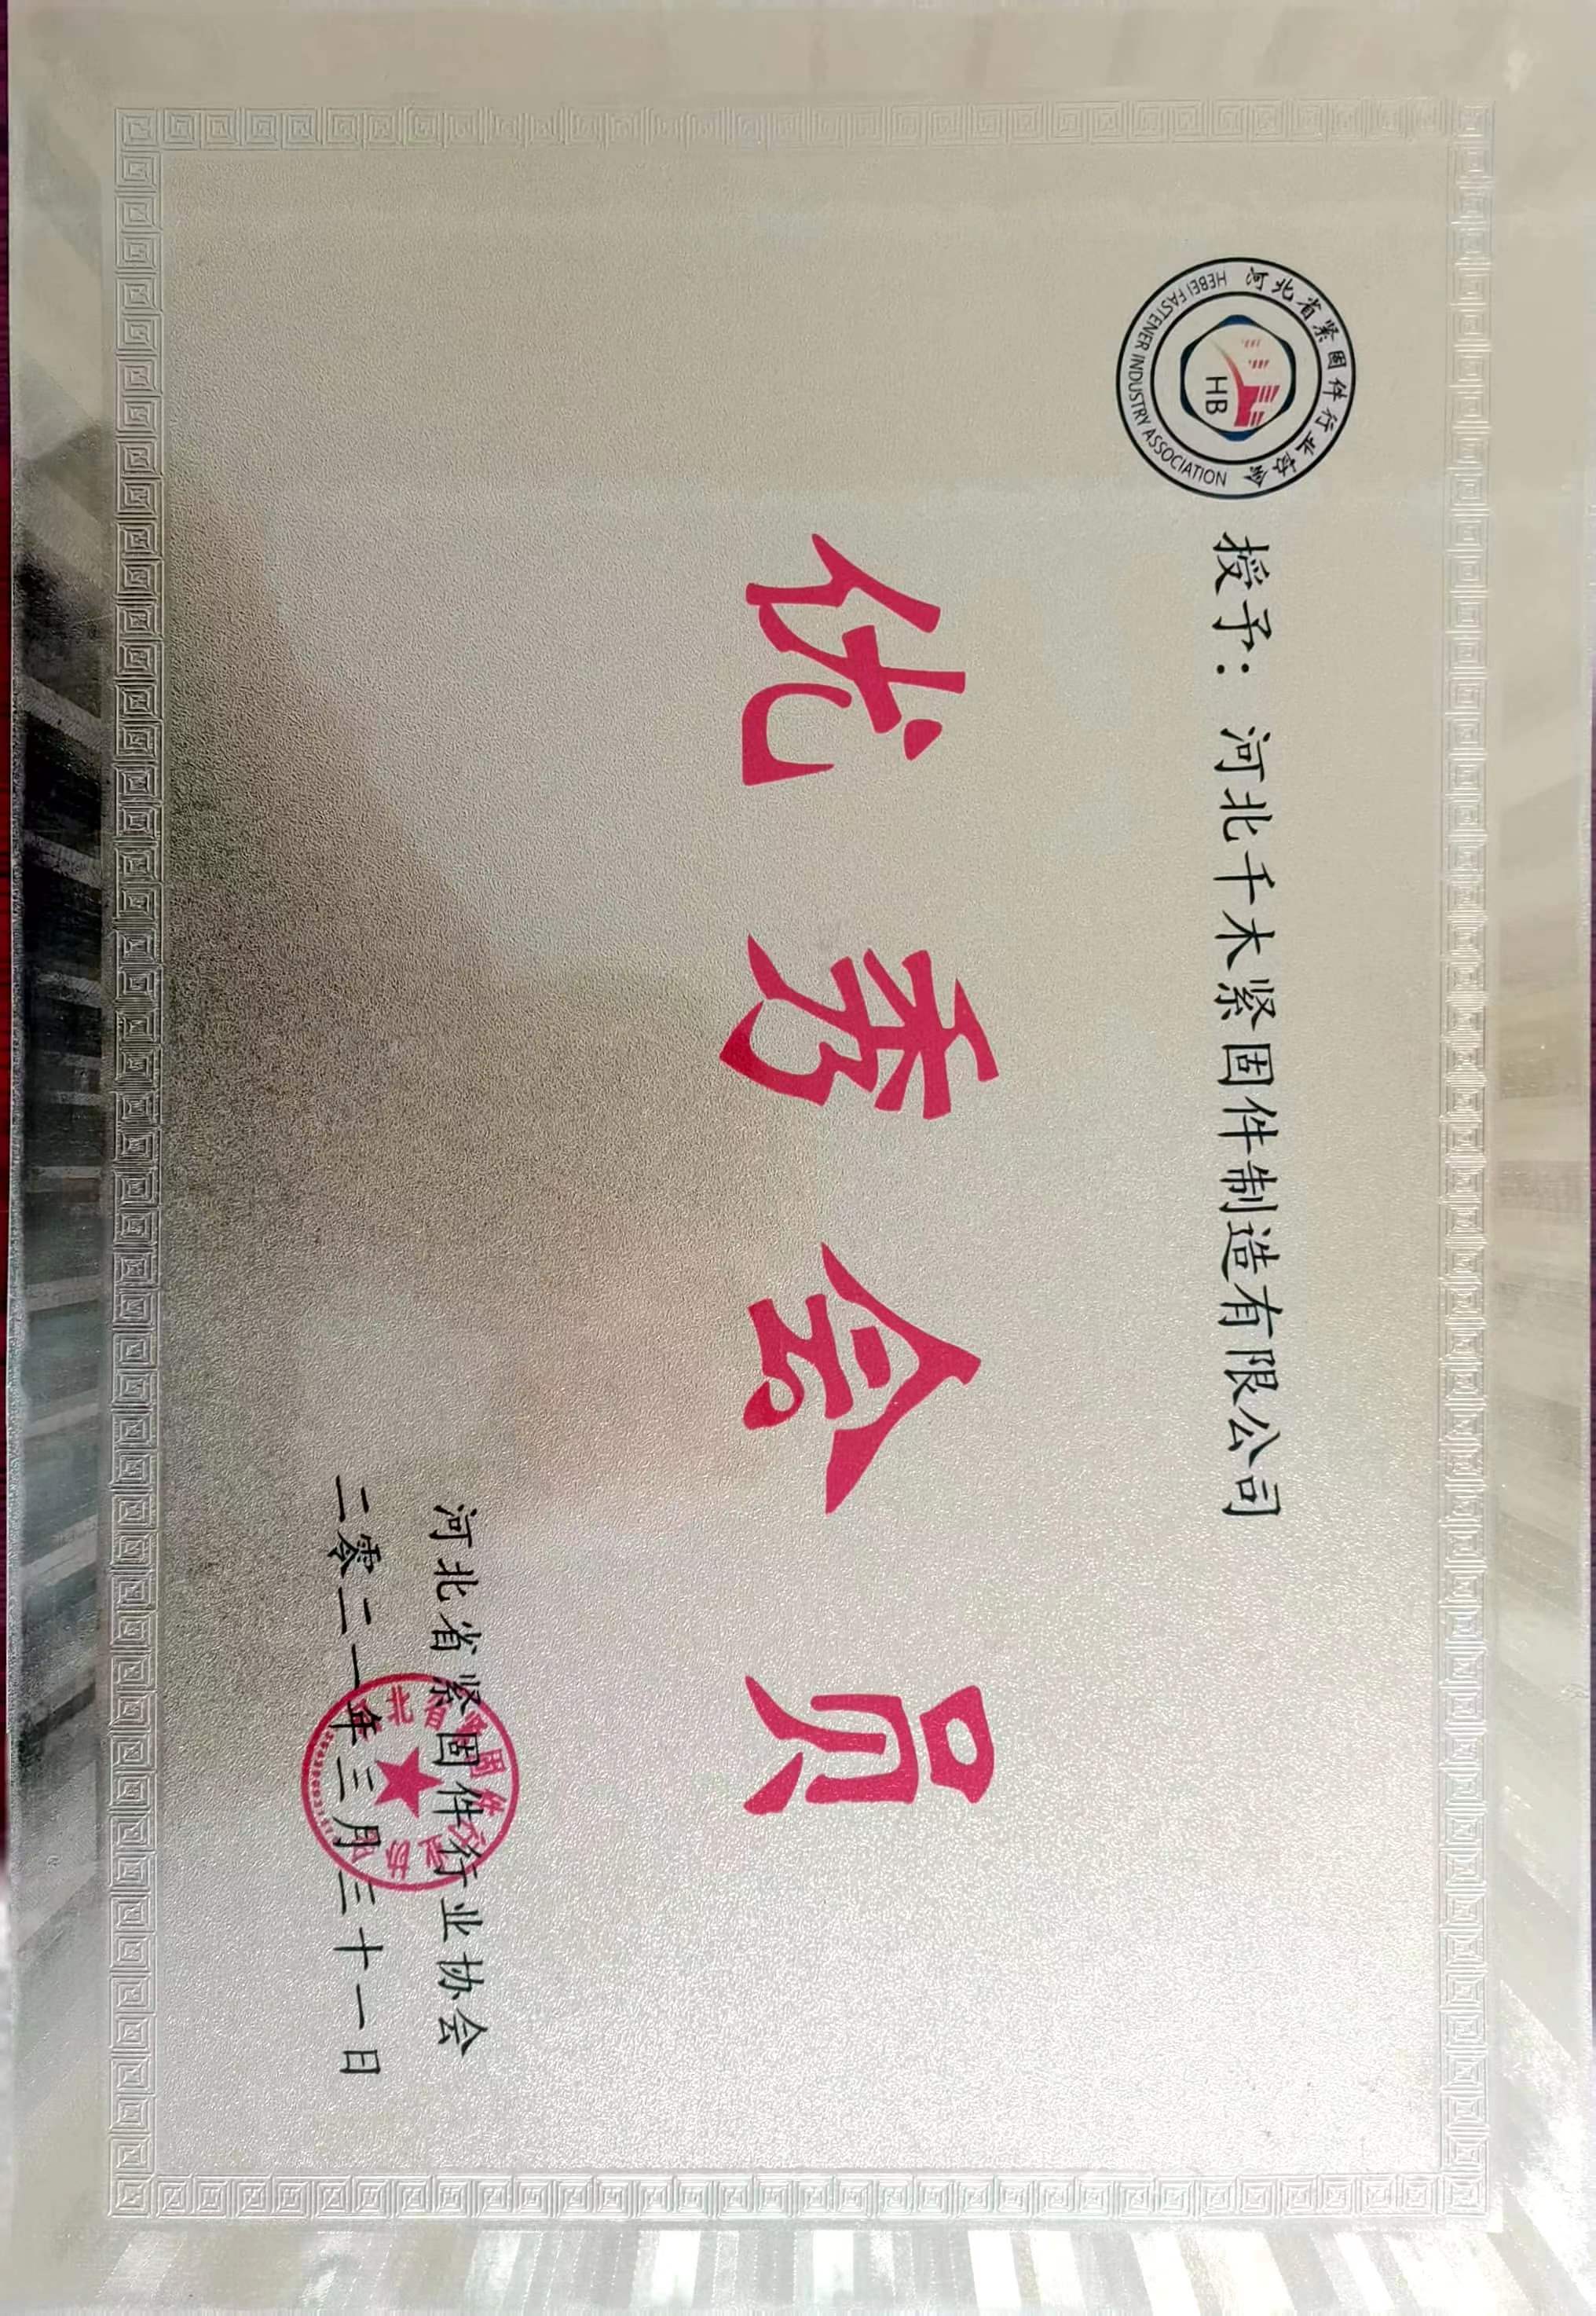 河北省紧固件行业协会
HEBEI FASTENER INDUSTRY ASSOCIATION
HB
授予：河北千木紧固件制造有限公司
优秀会员
河北省紧固件行业协会
二零二一年三月三十一日